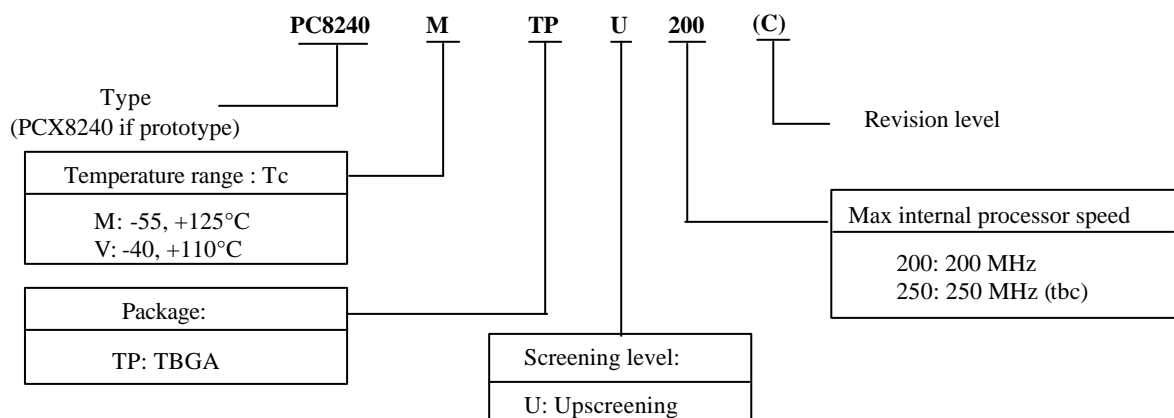 PC8240 M TP U 200 (C)
Type
(PCX8240 if prototype)
Revision level
Temperature range : Tc
M: -55, +125°C
V: -40, +110°C
Max internal processor speed
200: 200 MHz
250: 250 MHz (tbc)
Package:
TP: TBGA
Screening level:
U: Upscreening